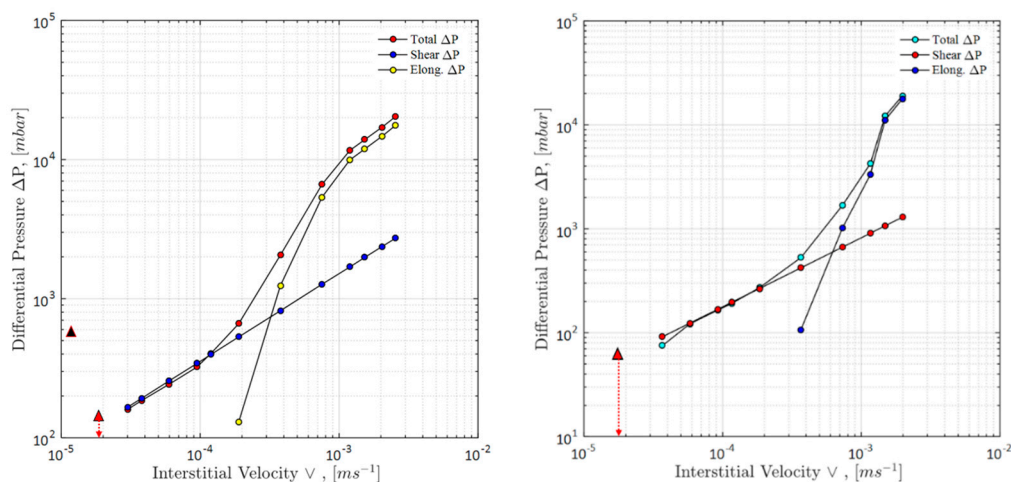 10^5
10^4
10^3
10^2
Differential Pressure ΔP, [mbar]
Total ΔP
Shear ΔP
Elong. ΔP
10^-5
10^-4
10^-3
10^-2
Interstitial Velocity ∨ , [ms^−1]
10^5
10^4
10^3
10^2
10^1
Differential Pressure ΔP, [mbar]
Total ΔP
Shear ΔP
Elong. ΔP
10^-5
10^-4
10^-3
10^-2
Interstitial Velocity ∨ , [ms^−1]